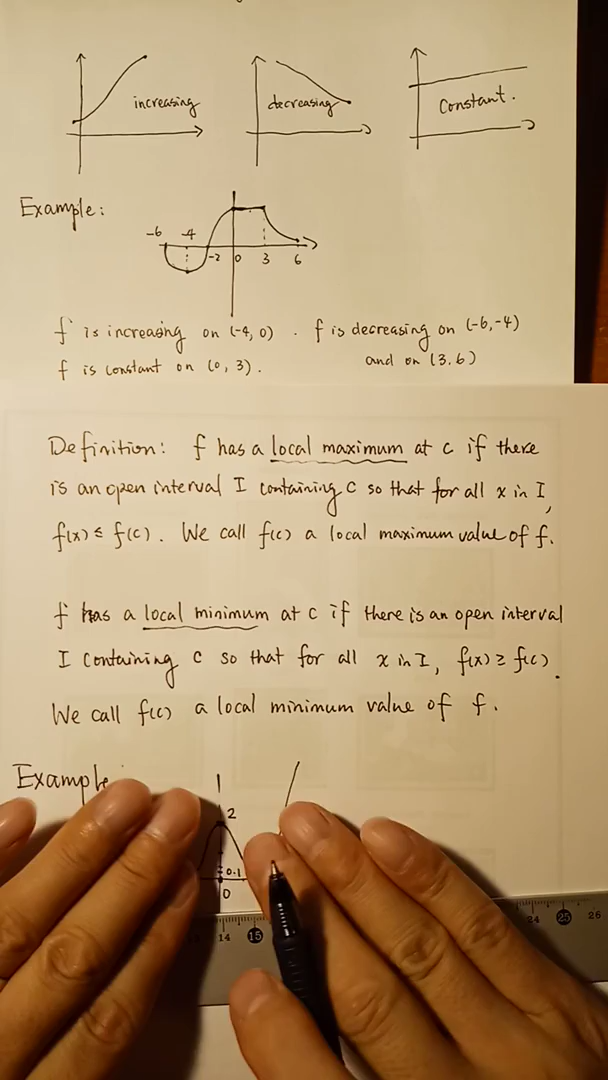 increasing decreasing constant.
Example:
-6 -4 -2 0 3 6
f is increasing on (-4, 0) . f is decreasing on (-6, -4)
f is constant on (0, 3). and on (3, 6)
Definition: f has a local maximum at c if there
is an open interval I containing c so that for all x in I,
f(x) ≤ f(c). We call f(c) a local maximum value of f.
f has a local minimum at c if there is an open interval
I containing c so that for all x in I, f(x) ≥ f(c).
We call f(c) a local minimum value of f.
Example:
2
0.1
0
14 15 24 25 26